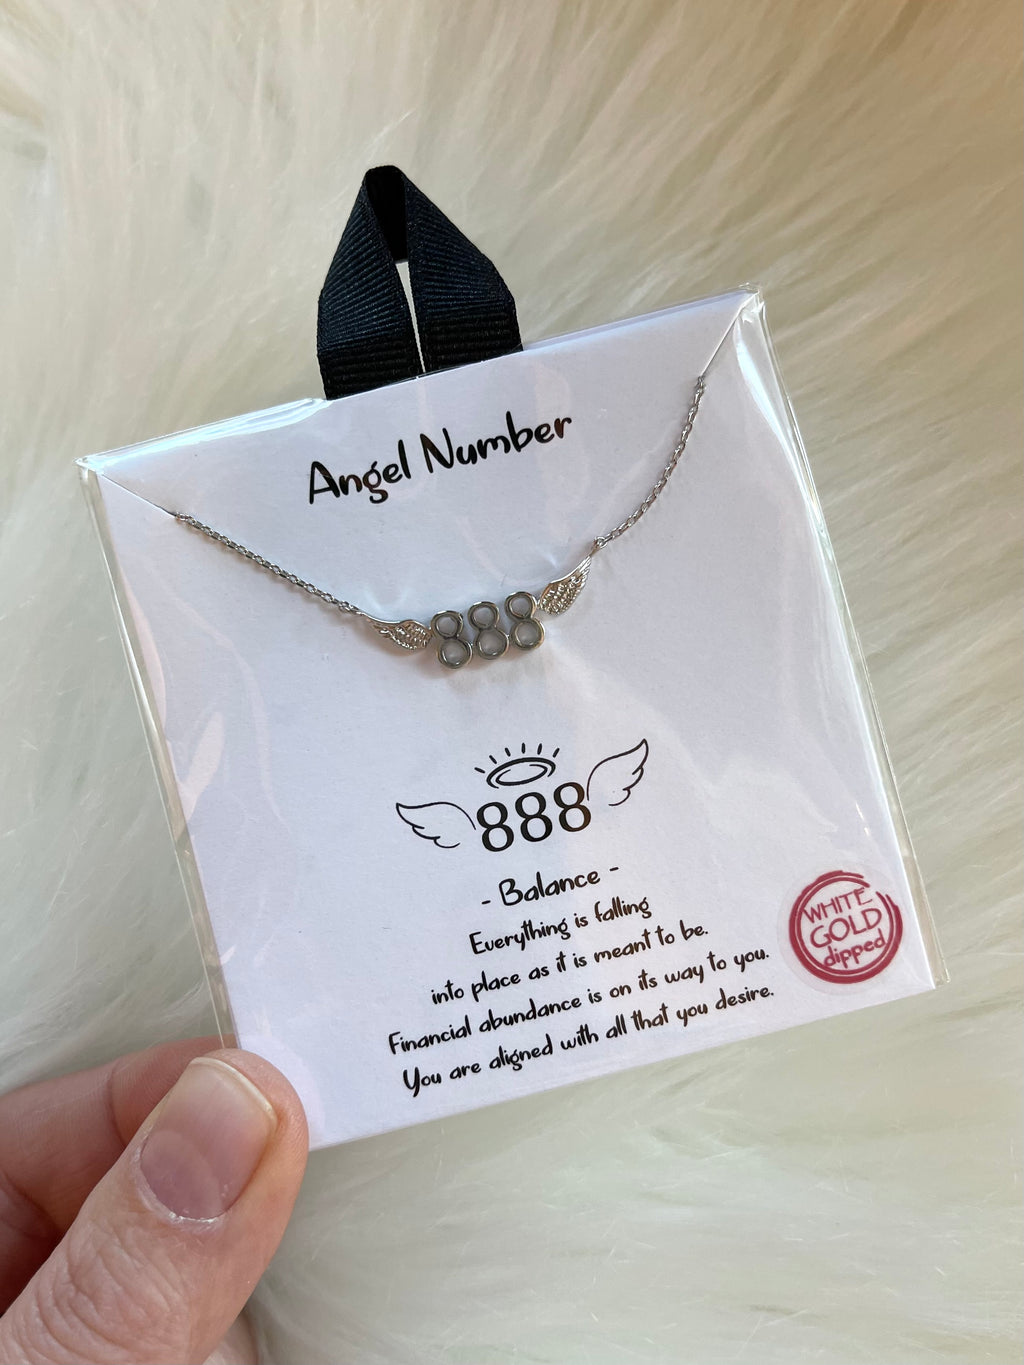 Angel Number
888
888
- Balance -
Everything is falling
into place as it is meant to be.
Financial abundance is on its way to you.
You are aligned with all that you desire.
WHITE
GOLD
dipped